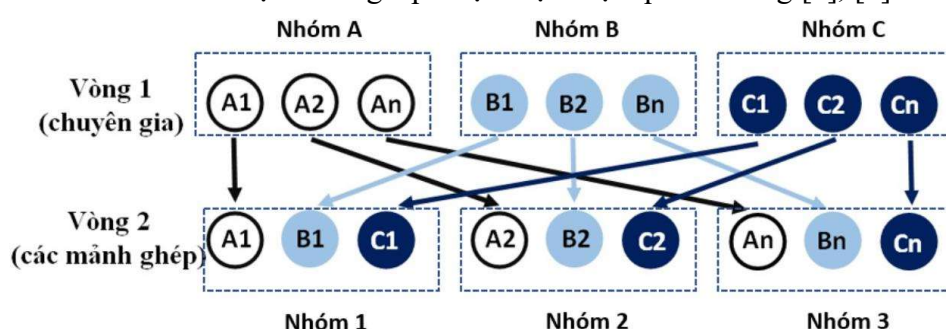 Nhóm A Nhóm B Nhóm C
Vòng 1
(chuyên gia)
A1 A2 An B1 B2 Bn C1 C2 Cn
Vòng 2
(các mảnh ghép)
A1 B1 C1 A2 B2 C2 An Bn Cn
Nhóm 1 Nhóm 2 Nhóm 3